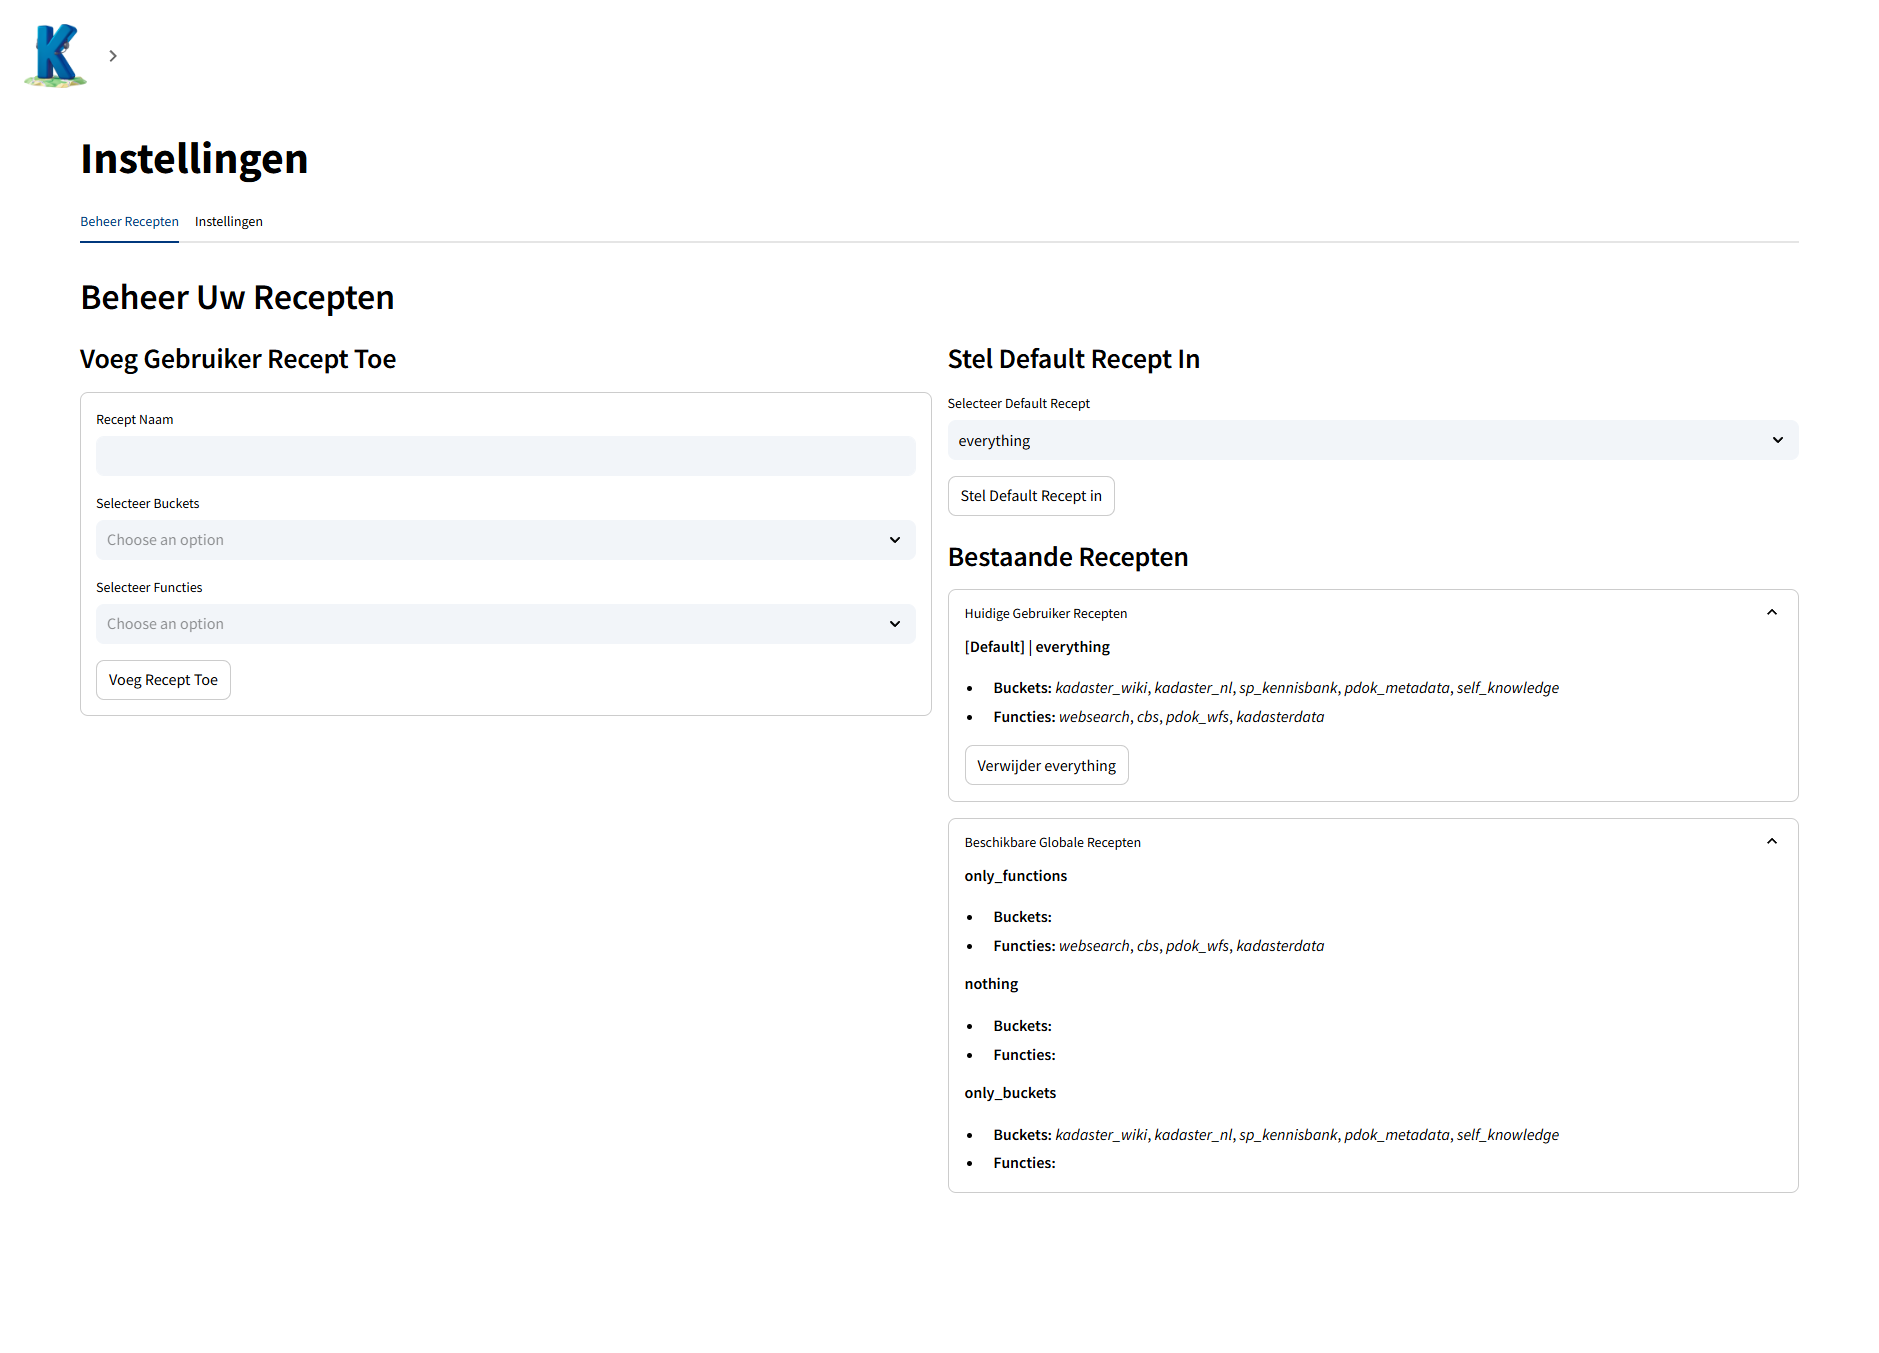 K
Instellingen
Beheer Recepten Instellingen
Beheer Uw Recepten
Voeg Gebruiker Recept Toe
Recept Naam
Selecteer Buckets
Choose an option
Selecteer Functies
Choose an option
Voeg Recept Toe
Stel Default Recept In
Selecteer Default Recept
everything
Stel Default Recept in
Bestaande Recepten
Huidige Gebruiker Recepten
[Default] | everything
• Buckets: kadaster_wiki, kadaster_nl, sp_kennisbank, pdok_metadata, self_knowledge
• Functies: websearch, cbs, pdok_wfs, kadasterdata
Verwijder everything
Beschikbare Globale Recepten
only_functions
• Buckets:
• Functies: websearch, cbs, pdok_wfs, kadasterdata
nothing
• Buckets:
• Functies:
only_buckets
• Buckets: kadaster_wiki, kadaster_nl, sp_kennisbank, pdok_metadata, self_knowledge
• Functies: